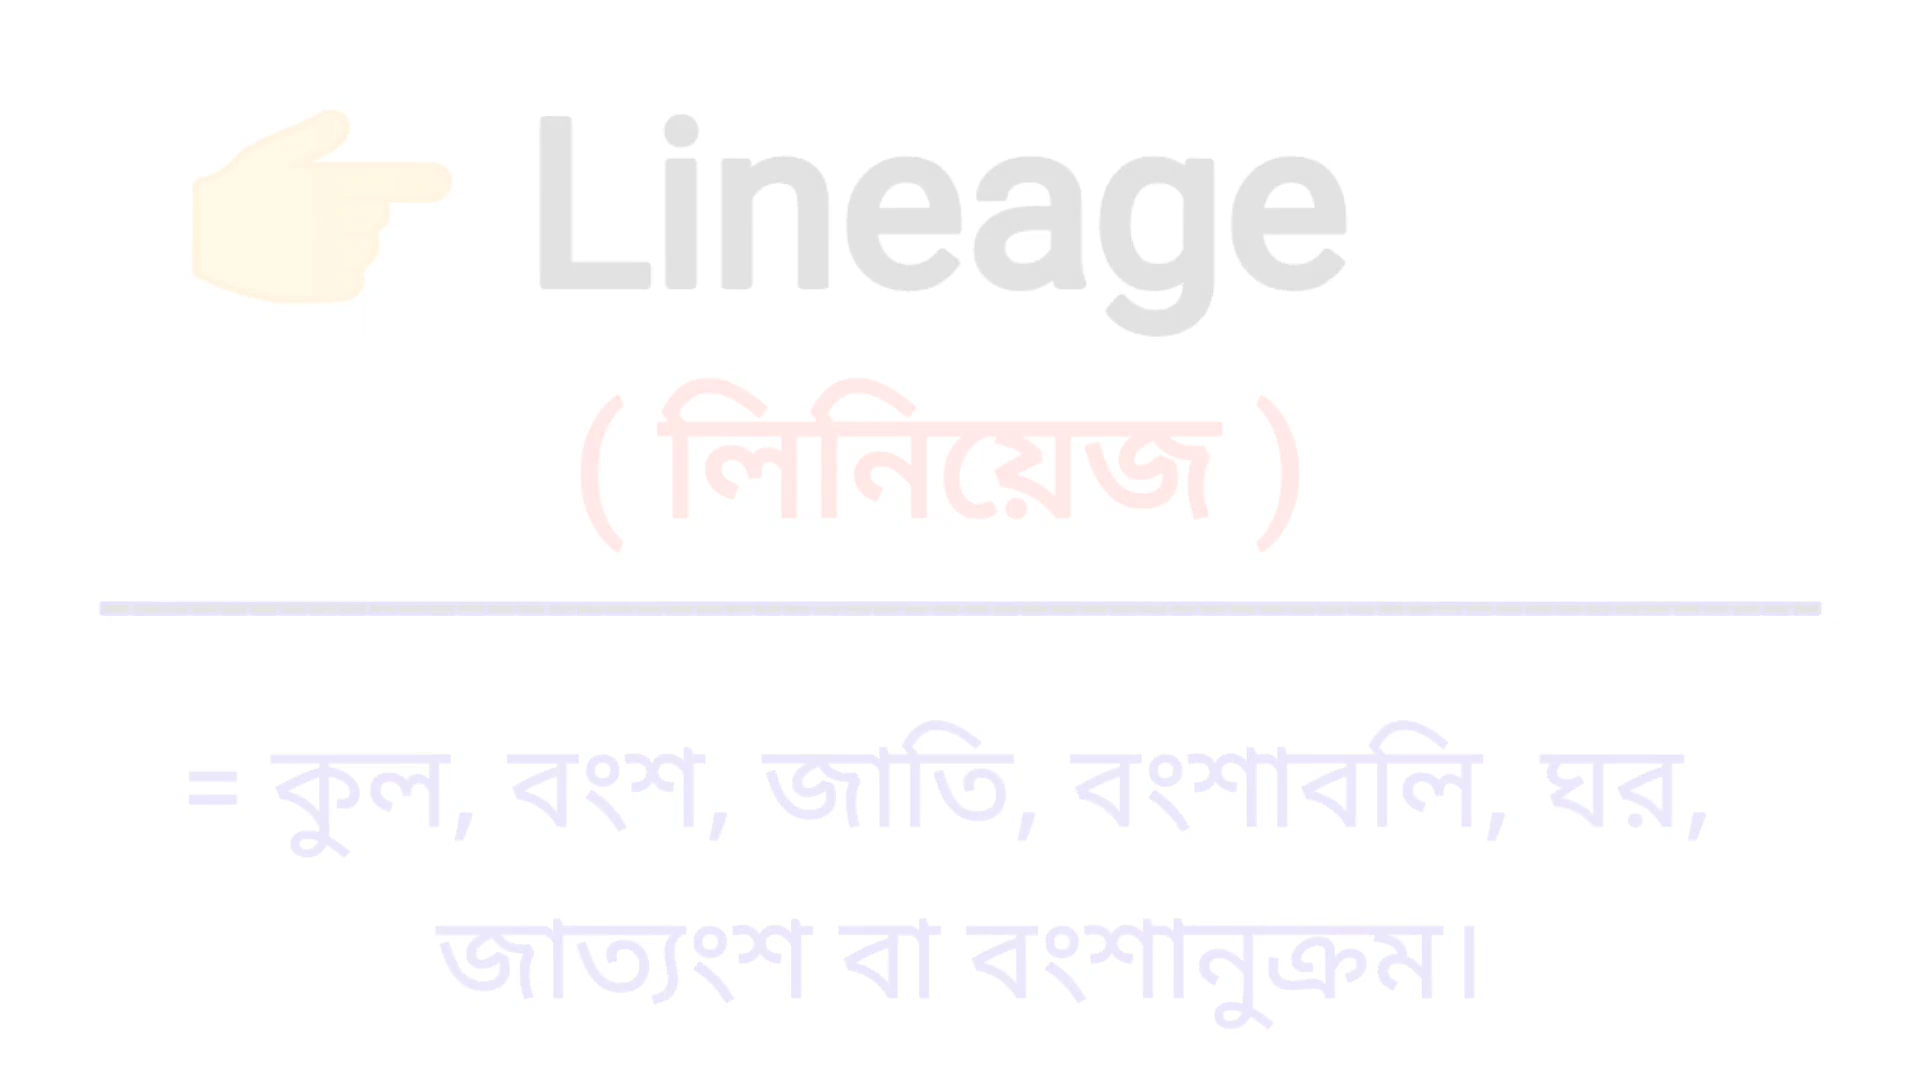 👉 Lineage
( লিনিয়েজ )
= কুল, বংশ, জাতি, বংশাবলি, ঘর,
জাত্যংশ বা বংশানুক্রম।